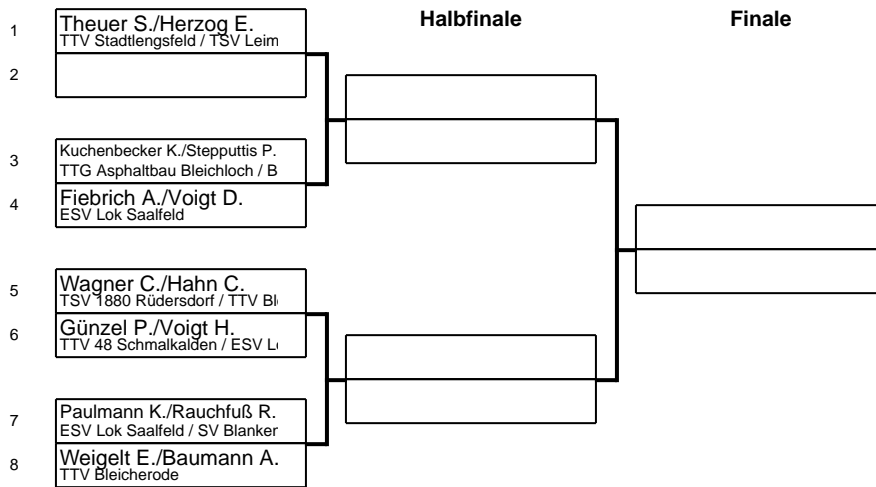 Halbfinale Finale
1 Theuer S./Herzog E.
TTV Stadtlengsfeld / TSV Leim
2
3 Kuchenbecker K./Stepputtis P.
TTG Asphaltbau Bleichloch / B
4 Fiebrich A./Voigt D.
ESV Lok Saalfeld
5 Wagner C./Hahn C.
TSV 1880 Rüdersdorf / TTV Bl
6 Günzel P./Voigt H.
TTV 48 Schmalkalden / ESV L
7 Paulmann K./Rauchfuß R.
ESV Lok Saalfeld / SV Blanker
8 Weigelt E./Baumann A.
TTV Bleicherode